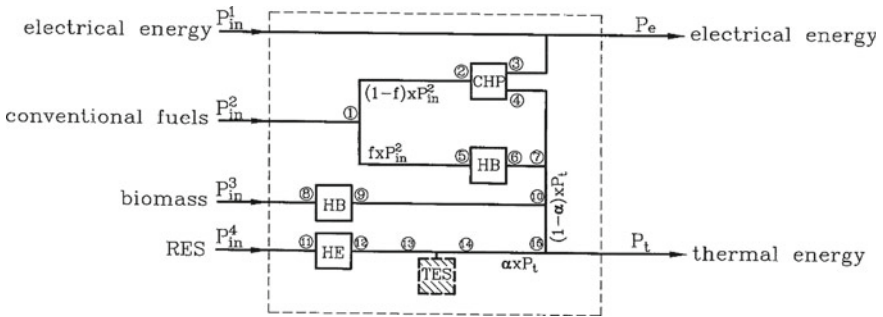 electrical energy P¹in Pe electrical energy
② ③
CHP
(1-f)xP²in ④
conventional fuels P²in ①
fxP²in ⑤ HB ⑥ ⑦
biomass P³in ⑧ HB ⑨ ⑩
(1-α)xPt
RES P⁴in ⑪ HE ⑫ ⑬ ⑭ ⑯ Pt thermal energy
TES αxPt